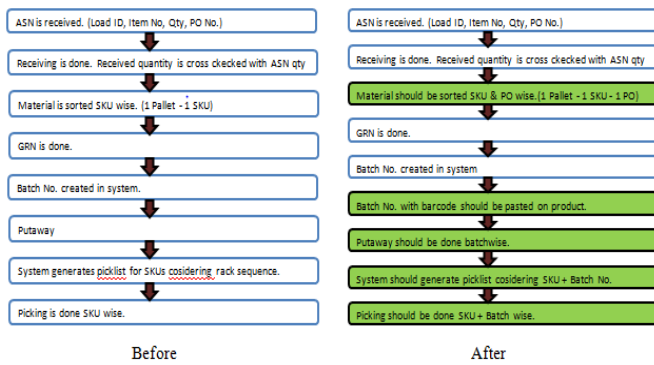 ASN is received. (Load ID, Item No, Qty, PO No.)
Receiving is done. Received quantity is cross ckecked with ASN qty
Material is sorted SKU wise. (1 Pallet - 1 SKU)
GRN is done.
Batch No. created in system.
Putaway
System generates picklist for SKUs cosidering rack sequence.
Picking is done SKU wise.
Before
ASN is received. (Load ID, Item No, Qty, PO No.)
Receiving is done. Received quantity is cross ckecked with ASN qty
Material should be sorted SKU & PO wise.(1 Pallet - 1 SKU - 1 PO)
GRN is done.
Batch No. created in system
Batch No. with barcode should be pasted on product.
Putaway should be done batchwise.
System should generate picklist cosidering SKU + Batch No.
Picking should be done SKU + Batch wise.
After